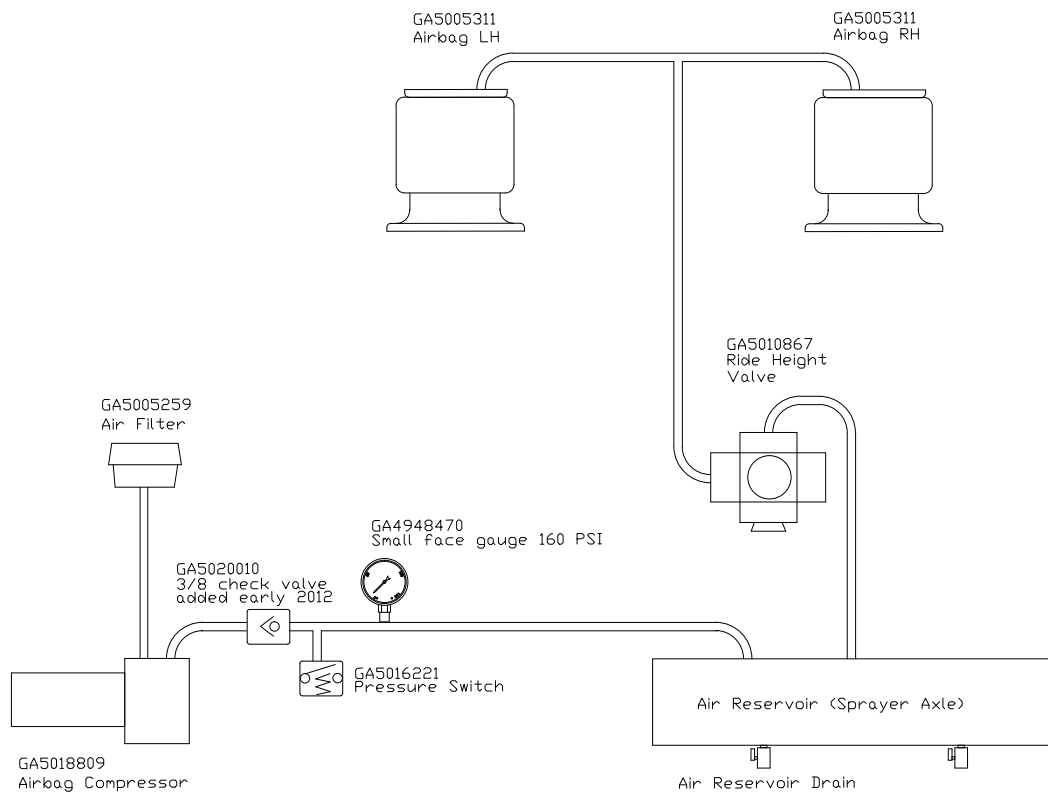 GA5005311
Airbag LH
GA5005311
Airbag RH
GA5010867
Ride Height
Valve
GA5005259
Air Filter
GA4948470
Small face gauge 160 PSI
GA5020010
3/8 check valve
added early 2012
GA5016221
Pressure Switch
Air Reservoir (Sprayer Axle)
GA5018809
Airbag Compressor
Air Reservoir Drain